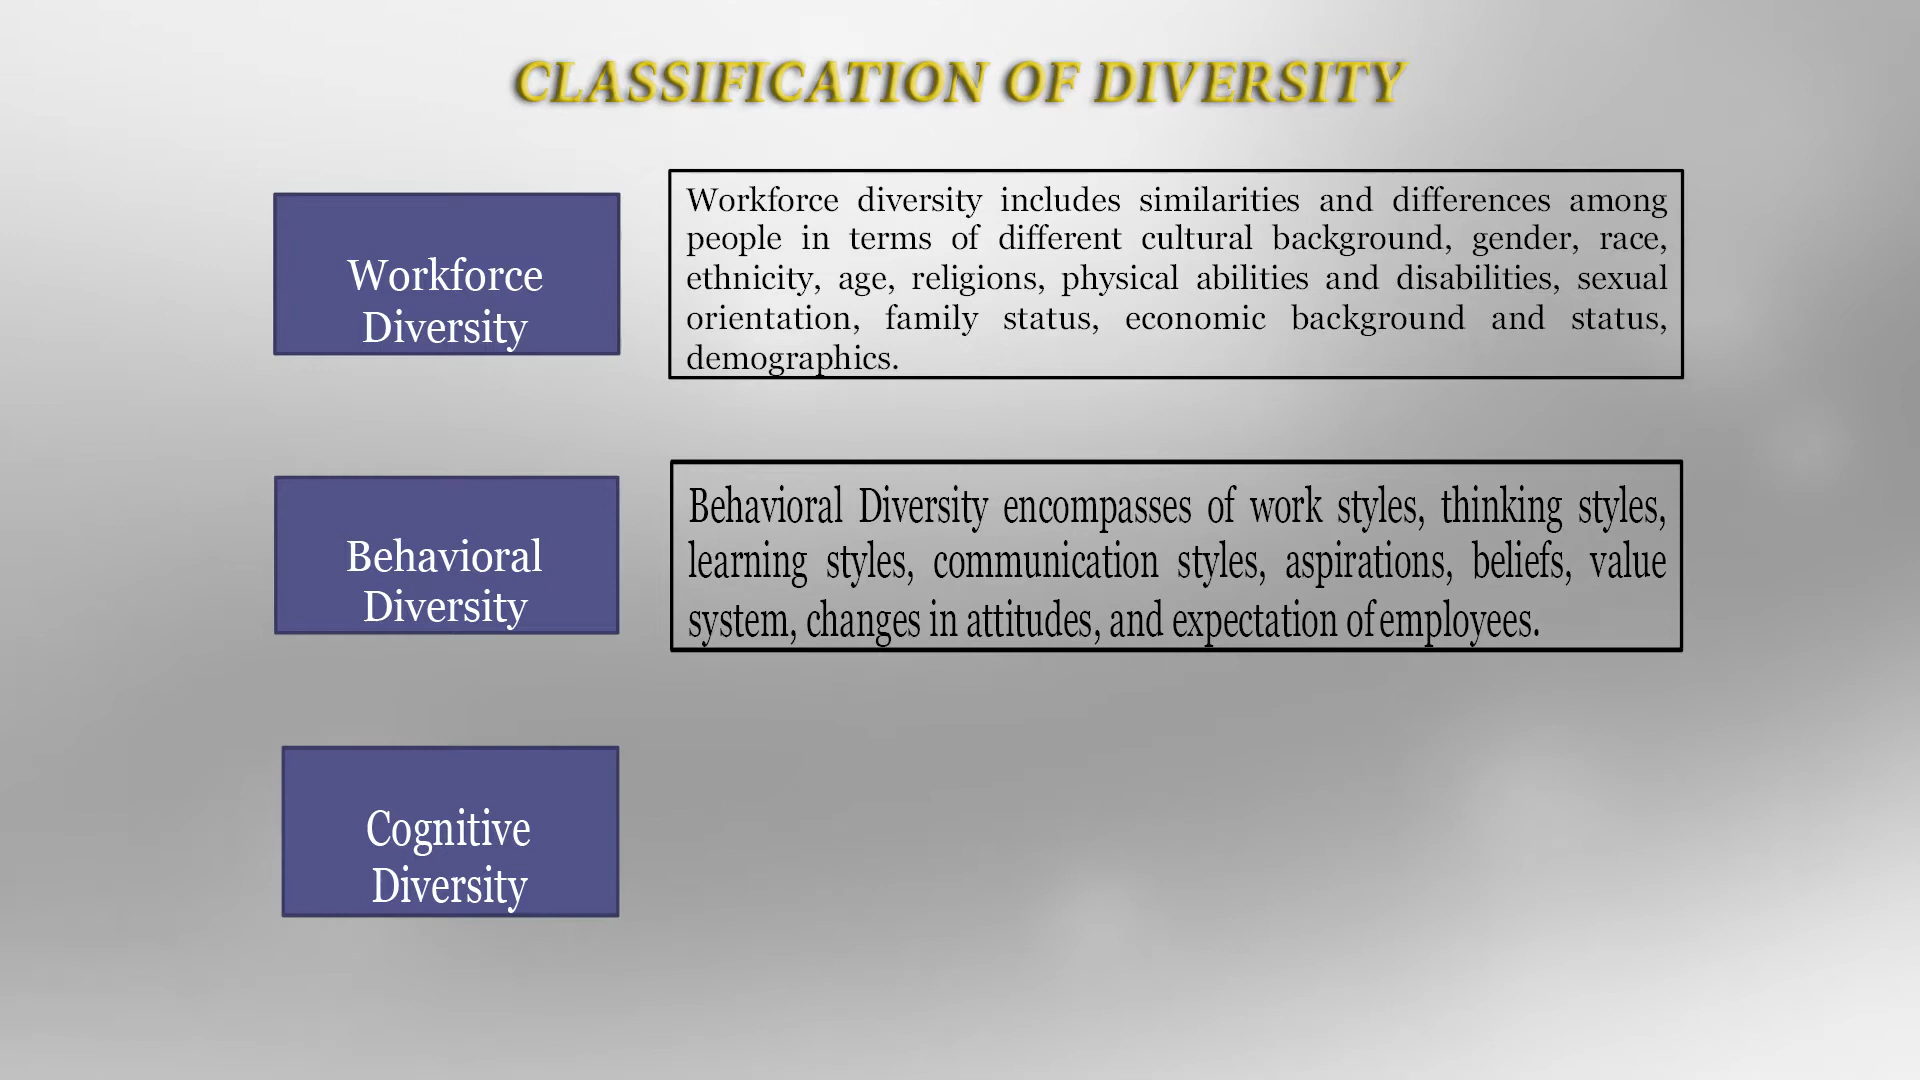 CLASSIFICATION OF DIVERSITY
Workforce
Diversity
Workforce diversity includes similarities and differences among
people in terms of different cultural background, gender, race,
ethnicity, age, religions, physical abilities and disabilities, sexual
orientation, family status, economic background and status,
demographics.
Behavioral
Diversity
Behavioral Diversity encompasses of work styles, thinking styles,
learning styles, communication styles, aspirations, beliefs, value
system, changes in attitudes, and expectation of employees.
Cognitive
Diversity